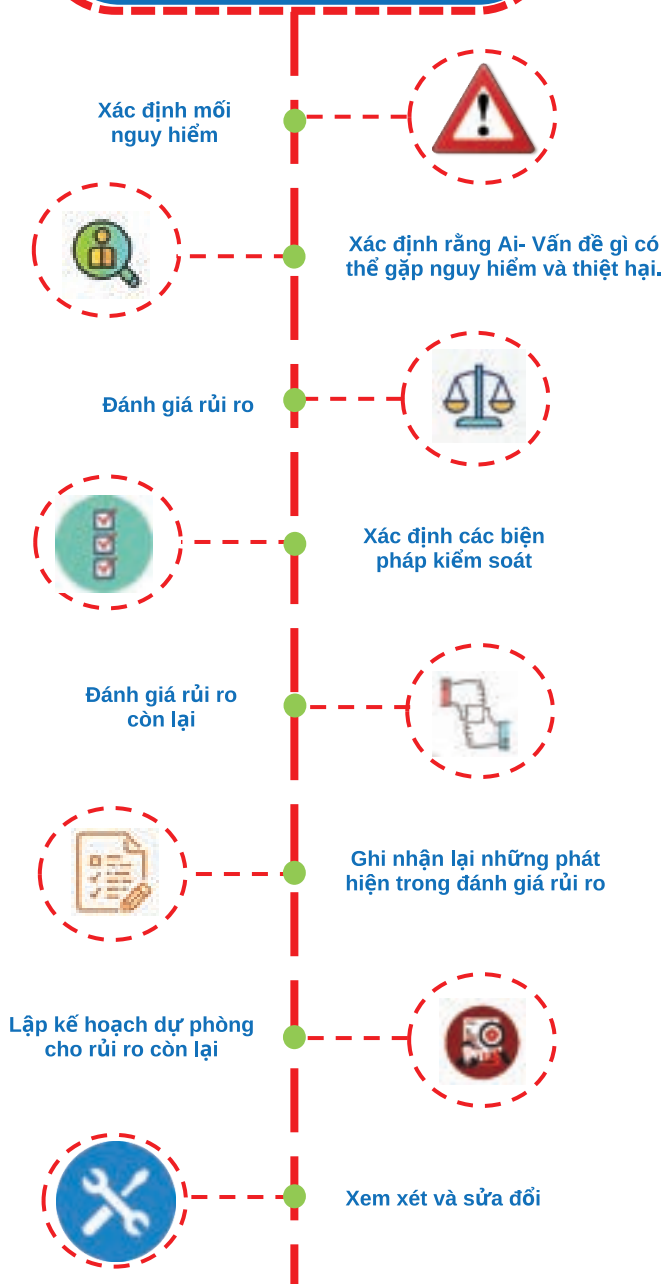 Xác định mối
nguy hiểm
Xác định rằng Ai- Vấn đề gì có
thể gặp nguy hiểm và thiệt hại.
Đánh giá rủi ro
Xác định các biện
pháp kiểm soát
Đánh giá rủi ro
còn lại
Ghi nhận lại những phát
hiện trong đánh giá rủi ro
Lập kế hoạch dự phòng
cho rủi ro còn lại
Xem xét và sửa đổi